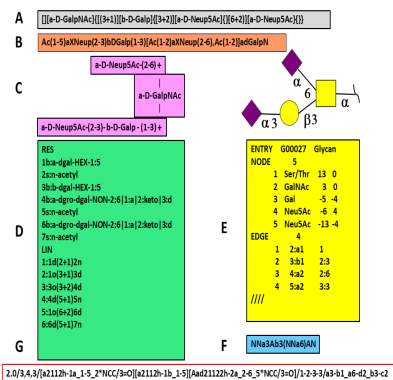 A
[][a-D-GalpNAc]{[(3+1)][b-D-Galp]{[(3+2)][a-D-Neup5Ac]{}[(6+2)][a-D-Neup5Ac]{}}
B
Ac(1-5)aXNeup(2-3)bDGalp(1-3)[Ac(1-2)aXNeup(2-6),Ac(1-2)]adGalpN
C
a-D-Neup5Ac-(2-6)+
|
a-D-GalpNAc
|
a-D-Neup5Ac-(2-3)-b-D-Galp-(1-3)+
α
6
α
α 3
β3
D
RES
1b:a-dgal-HEX-1:5
2s:n-acetyl
3b:b-dgal-HEX-1:5
4b:a-dgro-dgal-NON-2:6|1:a|2:keto|3:d
5s:n-acetyl
6b:a-dgro-dgal-NON-2:6|1:a|2:keto|3:d
7s:n-acetyl
LIN
1:1d(2+1)2n
2:1o(3+1)3d
3:3o(3+2)4d
4:4d(5+1)5n
5:1o(6+2)6d
6:6d(5+1)7n
E
ENTRY G00027 Glycan
NODE 5
1 Ser/Thr 13 0
2 GalNAc 3 0
3 Gal -5 -4
4 Neu5Ac -6 4
5 Neu5Ac -13 -4
EDGE 4
1 2:a1 1
2 3:b1 2:3
3 4:a2 2:6
4 5:a2 3:3
////
F
NNa3Ab3(NNa6)AN
G
2.0/3,4,3/[a2112h-1a_1-5_2*NCC/3=O][a2112h-1b_1-5][Aad21122h-2a_2-6_5*NCC/3=O]/1-2-3-3/a3-b1_a6-d2_b3-c2